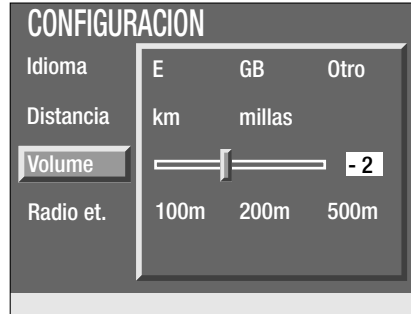 CONFIGURACION
Idioma E GB Otro
Distancia km millas
Volume - 2
Radio et. 100m 200m 500m